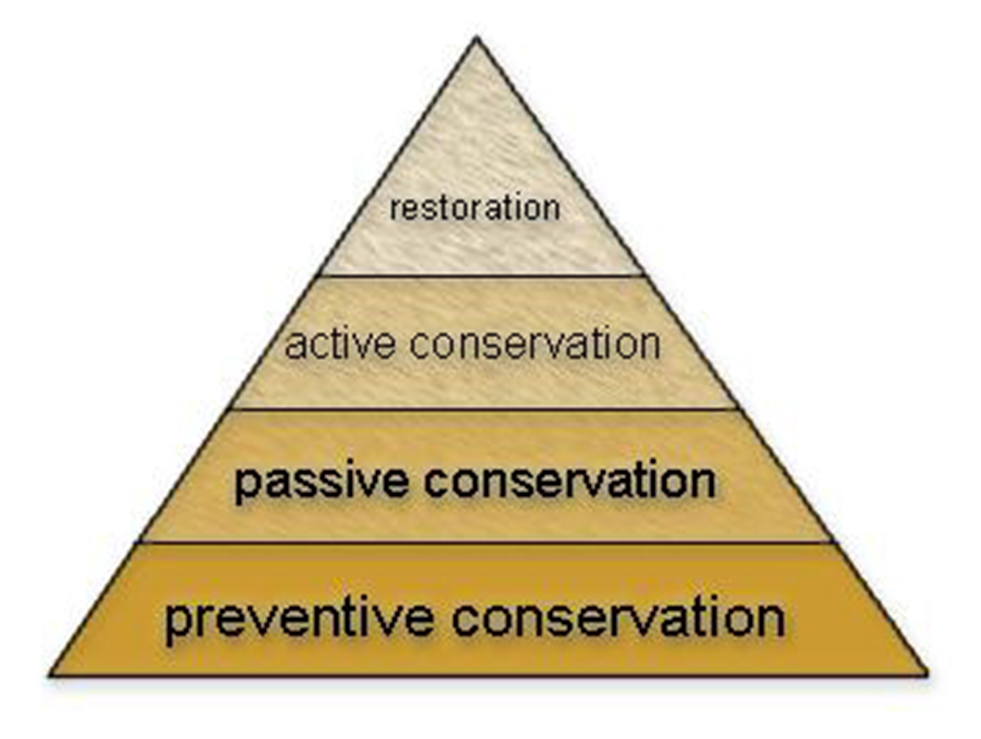 restoration
active conservation
passive conservation
preventive conservation